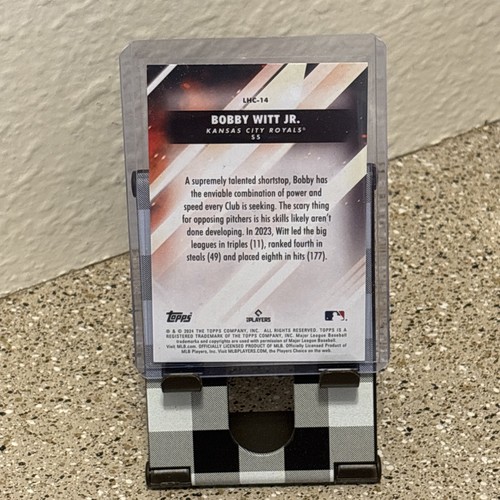 LHC-14
BOBBY WITT JR.
KANSAS CITY ROYALS®
SS
A supremely talented shortstop, Bobby has
the enviable combination of power and
speed every Club is seeking. The scary thing
for opposing pitchers is his skills likely aren't
done developing. In 2023, Witt led the big
leagues in triples (11), ranked fourth in
steals (49) and placed eighth in hits (177).
Topps
PLAYERS
® & © 2024 THE TOPPS COMPANY, INC. ALL RIGHTS RESERVED. TOPPS IS A
REGISTERED TRADEMARK OF THE TOPPS COMPANY, INC. Major League Baseball
trademarks and copyrights are used with permission of Major League Baseball.
Visit MLB.com. OFFICIALLY LICENSED PRODUCT OF MLB. Officially Licensed Product of
MLB Players, Inc. Visit MLBPLAYERS.COM, the Players Choice on the web.